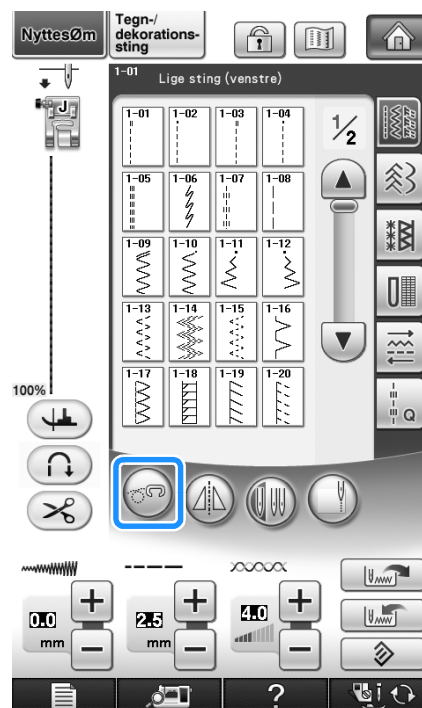 NyttesØm
Tegn-/
dekorations-
sting
1-01
Lige sting (venstre)
J
1-01 1-02 1-03 1-04
1/2
1-05 1-06 1-07 1-08
1-09 1-10 1-11 1-12
1-13 1-14 1-15 1-16
1-17 1-18 1-19 1-20
Q
100%
0.0
mm
2.5
mm
4.0
?